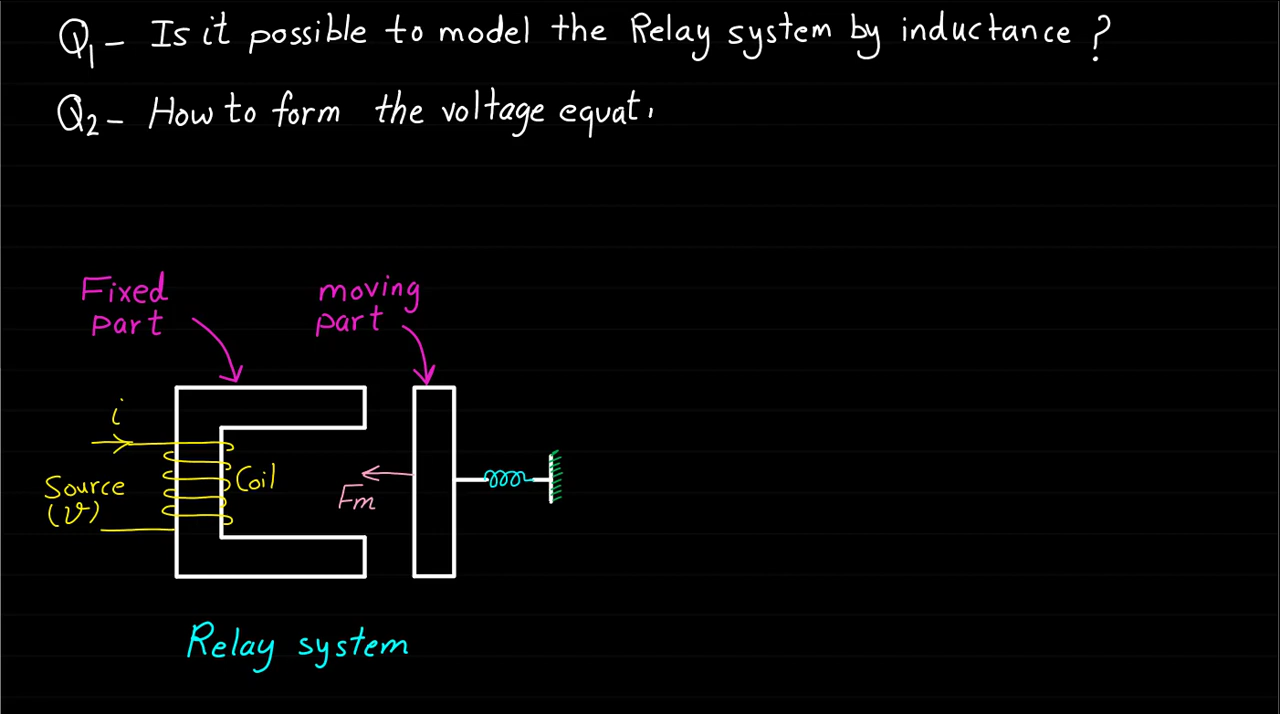 Q1- Is it possible to model the Relay system by inductance ?
Q2- How to form the voltage equati
Fixed
part
moving
part
i
Source
(v)
Coil
Fm
Relay system